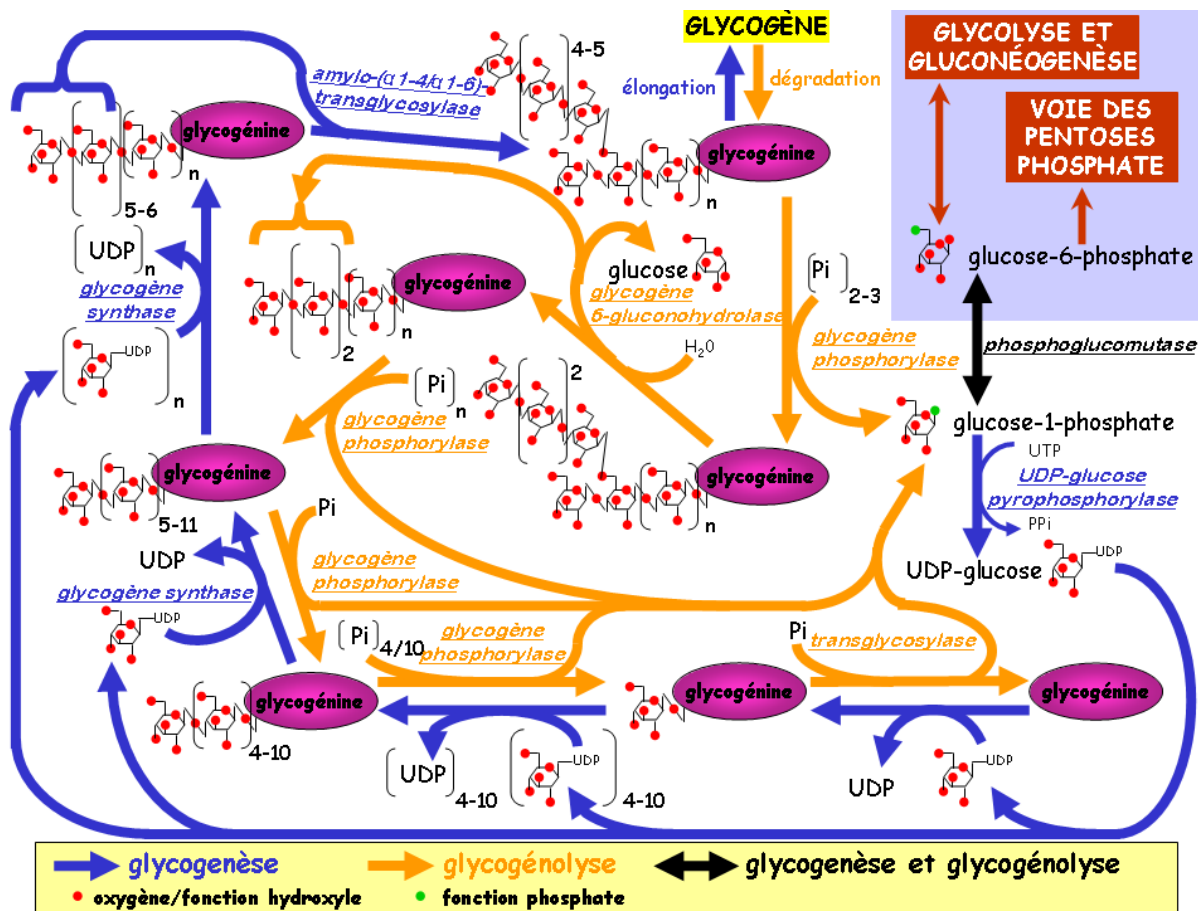 GLYCOGÈNE
élongation
dégradation
GLYCOLYSE ET
GLUCONÉOGENÈSE
VOIE DES
PENTOSES
PHOSPHATE
amylo-(α1-4/α1-6)-
transglycosylase
4-5
glycogénine
n
5-6
glycogénine
n
[UDP]n
glycogène
synthase
UDP
n
glycogénine
n
2
glucose
glycogène
6-gluconohydrolase
H2O
[Pi]2-3
glycogène
phosphorylase
glucose-6-phosphate
phosphoglucomutase
glucose-1-phosphate
UTP
UDP-glucose
pyrophosphorylase
PPi
UDP-glucose
UDP
[Pi]n
glycogène
phosphorylase
2
glycogénine
n
glycogénine
5-11
UDP
glycogène synthase
UDP
Pi
glycogène
phosphorylase
[Pi]4/10
glycogène
phosphorylase
Pi
transglycosylase
glycogénine
4-10
glycogénine
glycogénine
[UDP]4-10
UDP
4-10
UDP
UDP
glycogenèse
glycogénolyse
glycogenèse et glycogénolyse
oxygène/fonction hydroxyle
fonction phosphate